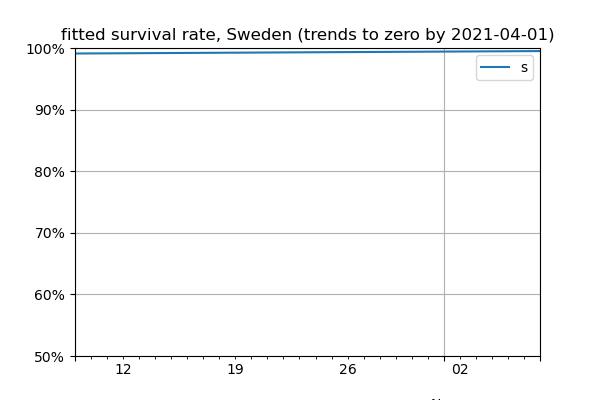 fitted survival rate, Sweden (trends to zero by 2021-04-01)
100%
s
90%
80%
70%
60%
50%
12 19 26 02